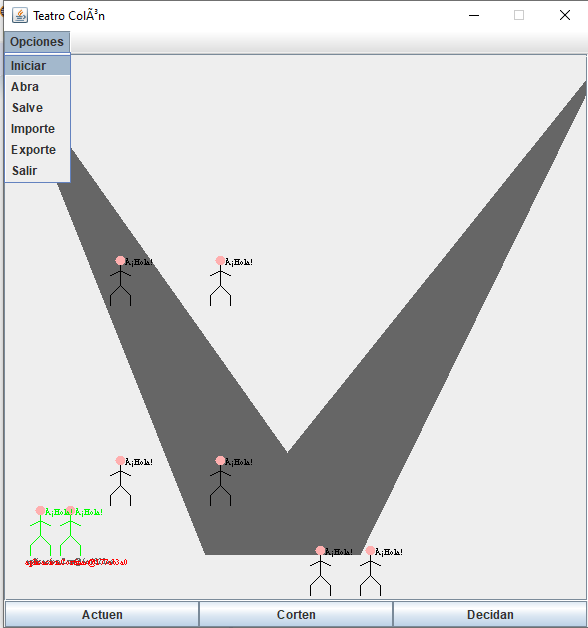 Teatro ColÃ³n
Opciones
Iniciar
Abra
Salve
Importe
Exporte
Salir
Â¡Hola!
Â¡Hola!
Â¡Hola!
Â¡Hola!
Â¡Hola!
Â¡Hola!
Â¡Hola!
Â¡Hola!
Actuen
Corten
Decidan